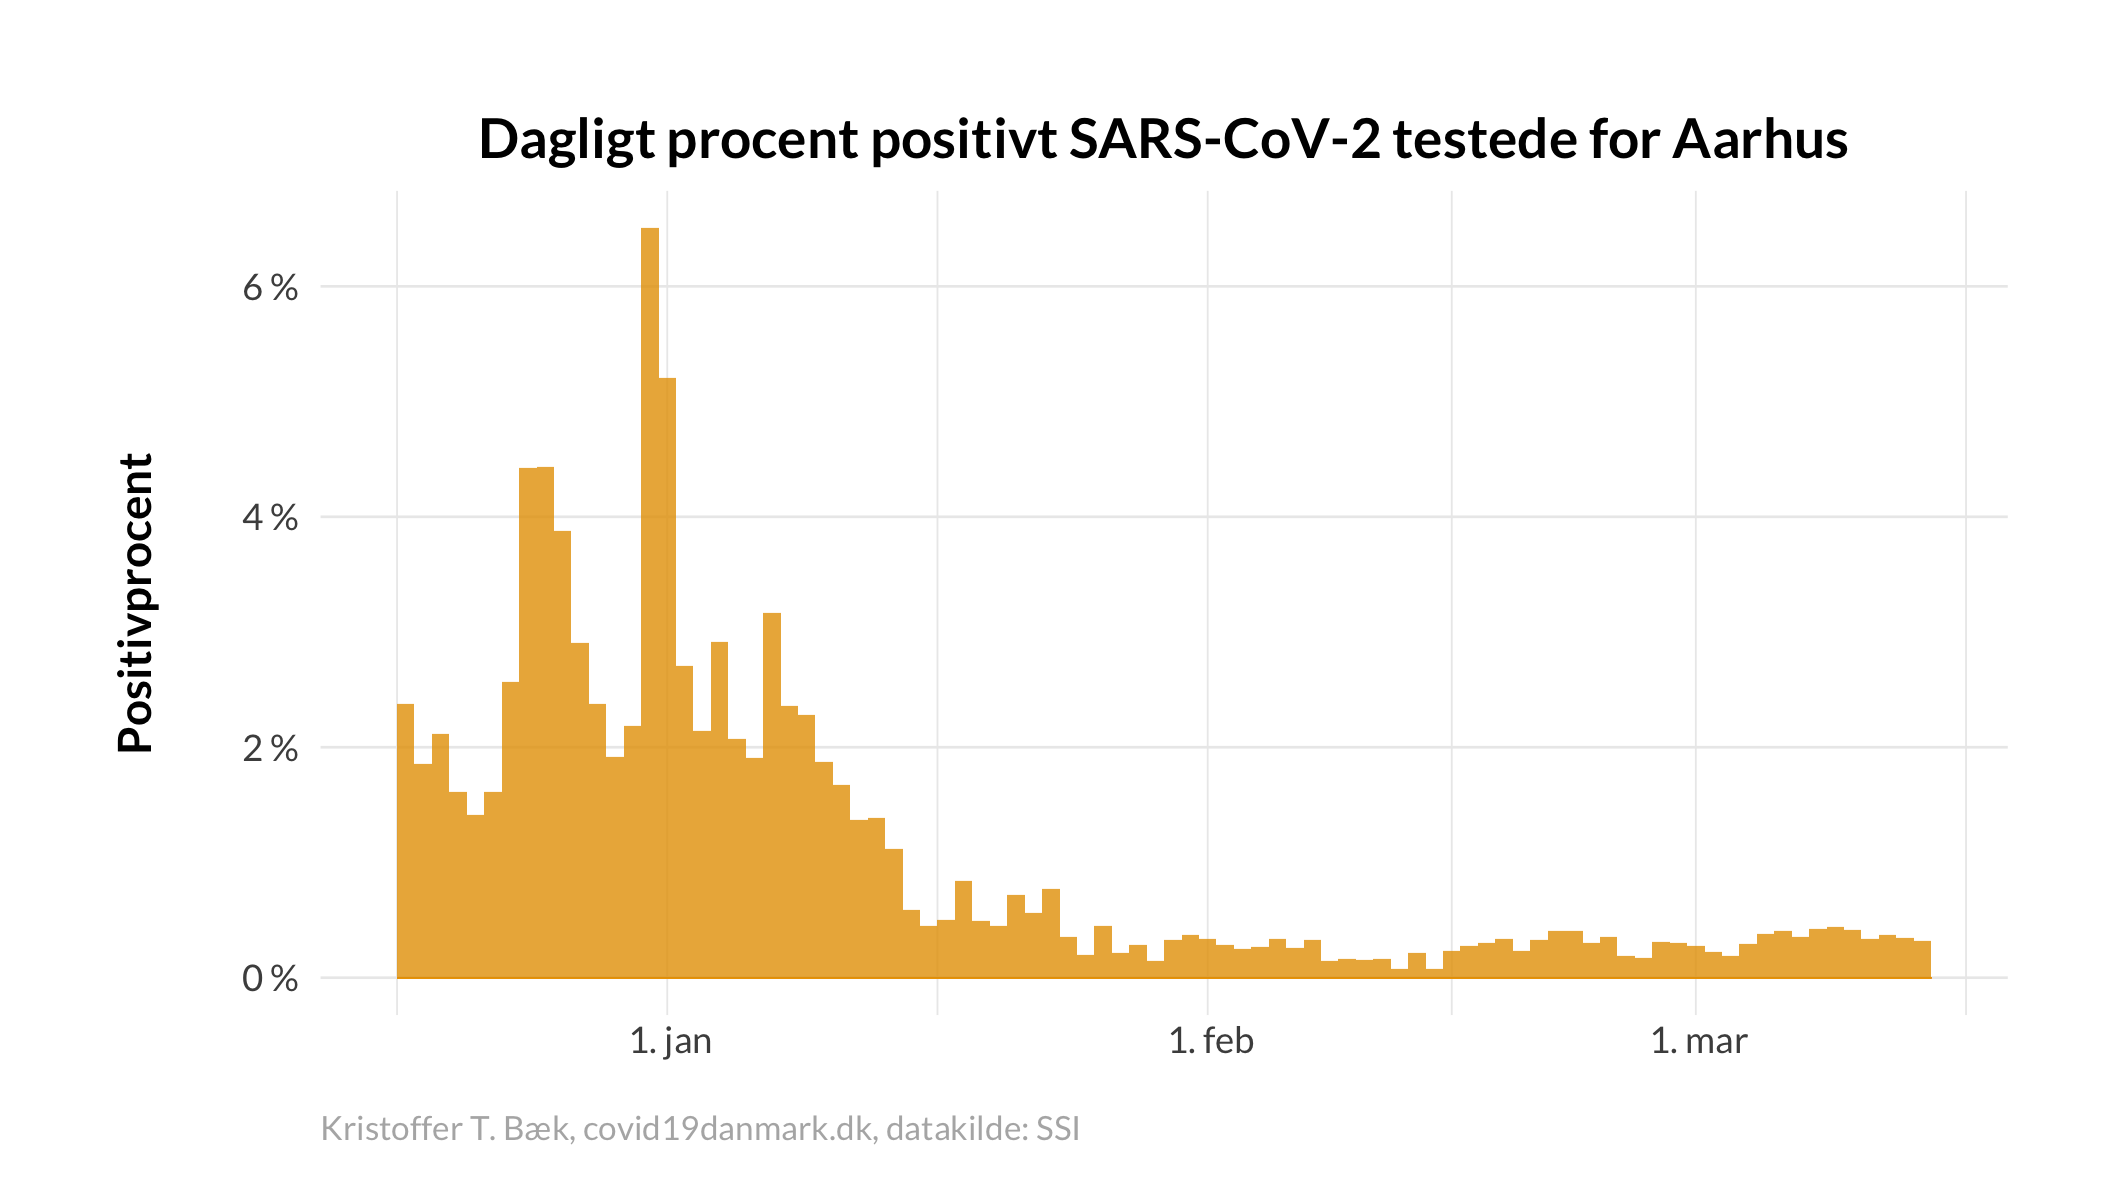 Dagligt procent positivt SARS-CoV-2 testede for Aarhus
Positivprocent
6 %
4 %
2 %
0 %
1. jan
1. feb
1. mar
Kristoffer T. Bæk, covid19danmark.dk, datakilde: SSI